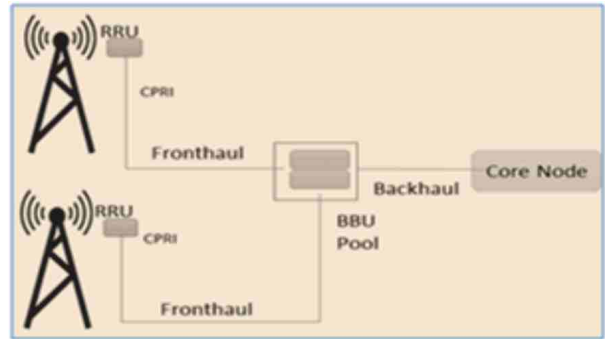 RRU
CPRI
Fronthaul
Core Node
Backhaul
BBU
Pool
RRU
CPRI
Fronthaul